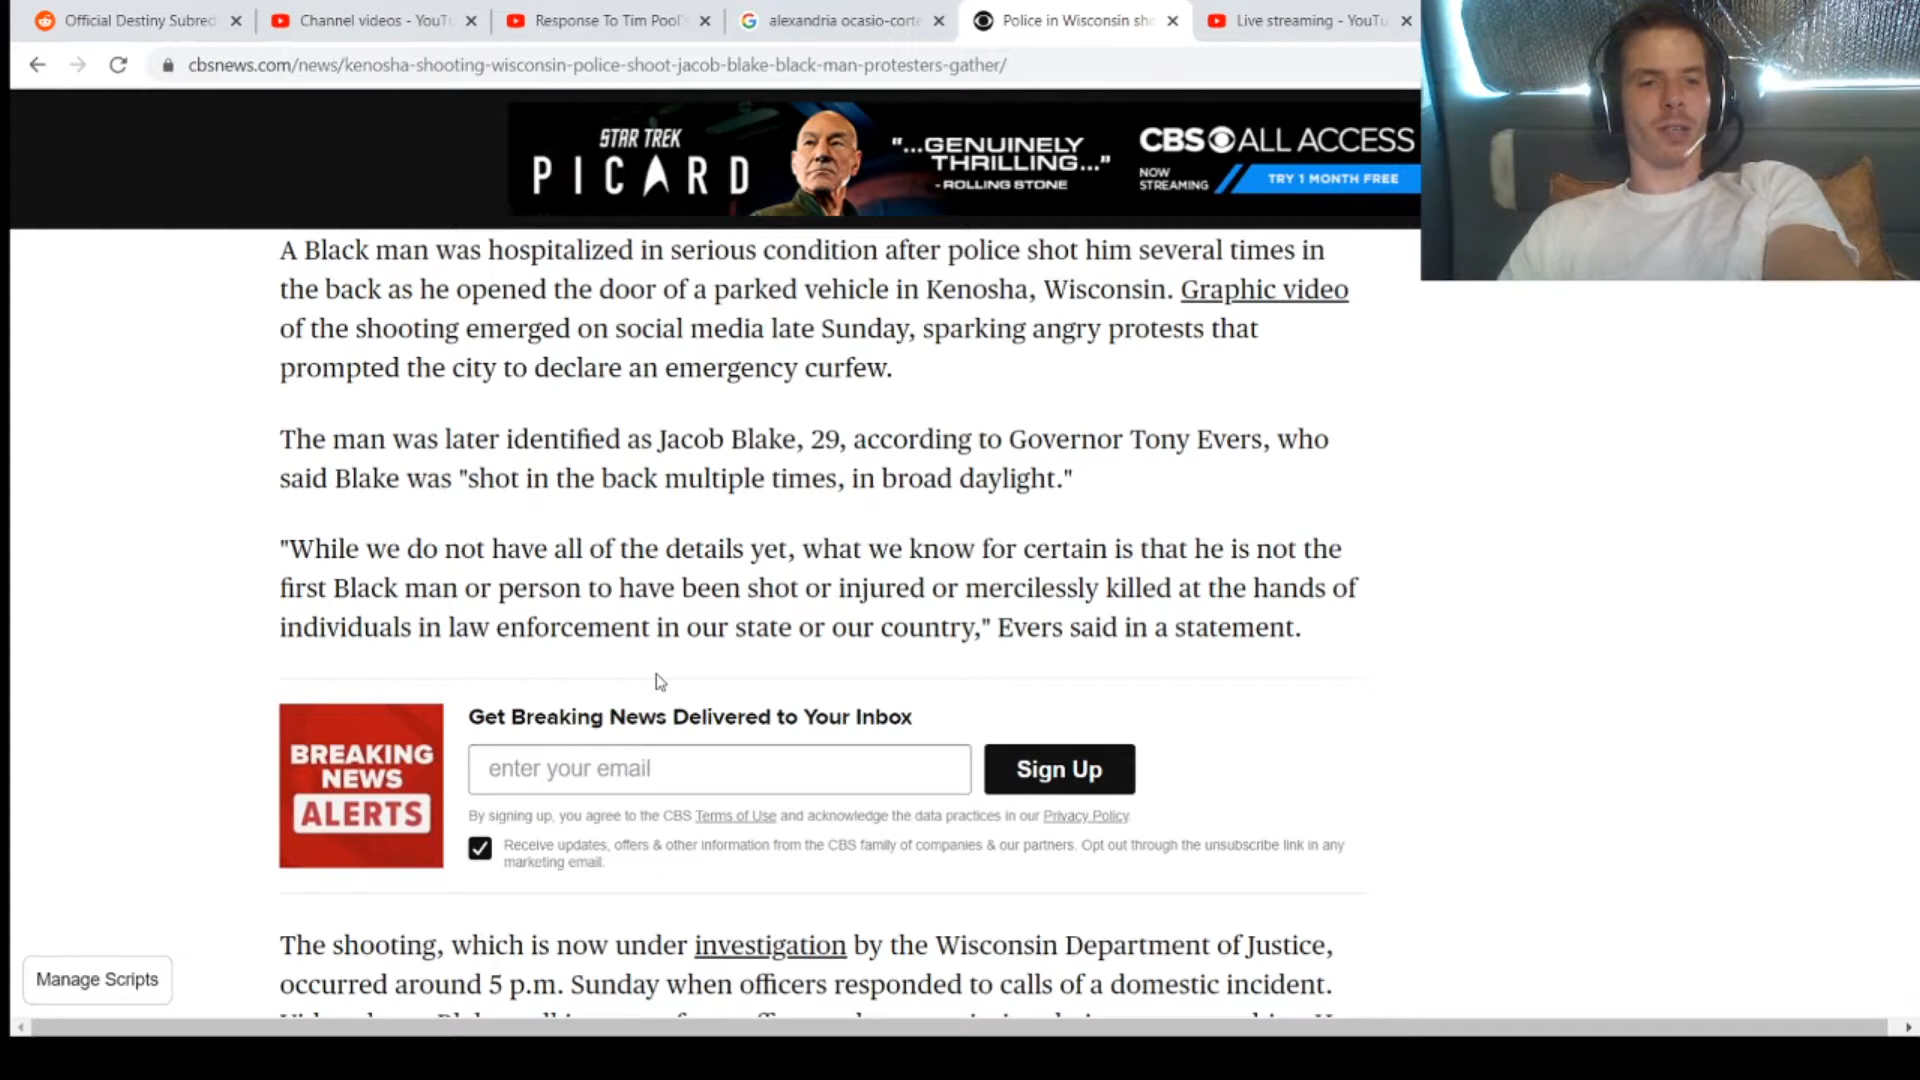 Official Destiny Subred
Channel videos - YouTu
Response To Tim Pool's
alexandria ocasio-corte
Police in Wisconsin sho
Live streaming - YouTu
cbsnews.com/news/kenosha-shooting-wisconsin-police-shoot-jacob-blake-black-man-protesters-gather/
STAR TREK
PICARD
"...GENUINELY
THRILLING..."
-ROLLING STONE
CBS ALL ACCESS
NOW
STREAMING
TRY 1 MONTH FREE
A Black man was hospitalized in serious condition after police shot him several times in
the back as he opened the door of a parked vehicle in Kenosha, Wisconsin. Graphic video
of the shooting emerged on social media late Sunday, sparking angry protests that
prompted the city to declare an emergency curfew.
The man was later identified as Jacob Blake, 29, according to Governor Tony Evers, who
said Blake was "shot in the back multiple times, in broad daylight."
"While we do not have all of the details yet, what we know for certain is that he is not the
first Black man or person to have been shot or injured or mercilessly killed at the hands of
individuals in law enforcement in our state or our country," Evers said in a statement.
BREAKING
NEWS
ALERTS
Get Breaking News Delivered to Your Inbox
enter your email
Sign Up
By signing up, you agree to the CBS Terms of Use and acknowledge the data practices in our Privacy Policy.
Receive updates, offers & other information from the CBS family of companies & our partners. Opt out through the unsubscribe link in any
marketing email.
The shooting, which is now under investigation by the Wisconsin Department of Justice,
occurred around 5 p.m. Sunday when officers responded to calls of a domestic incident.
Manage Scripts